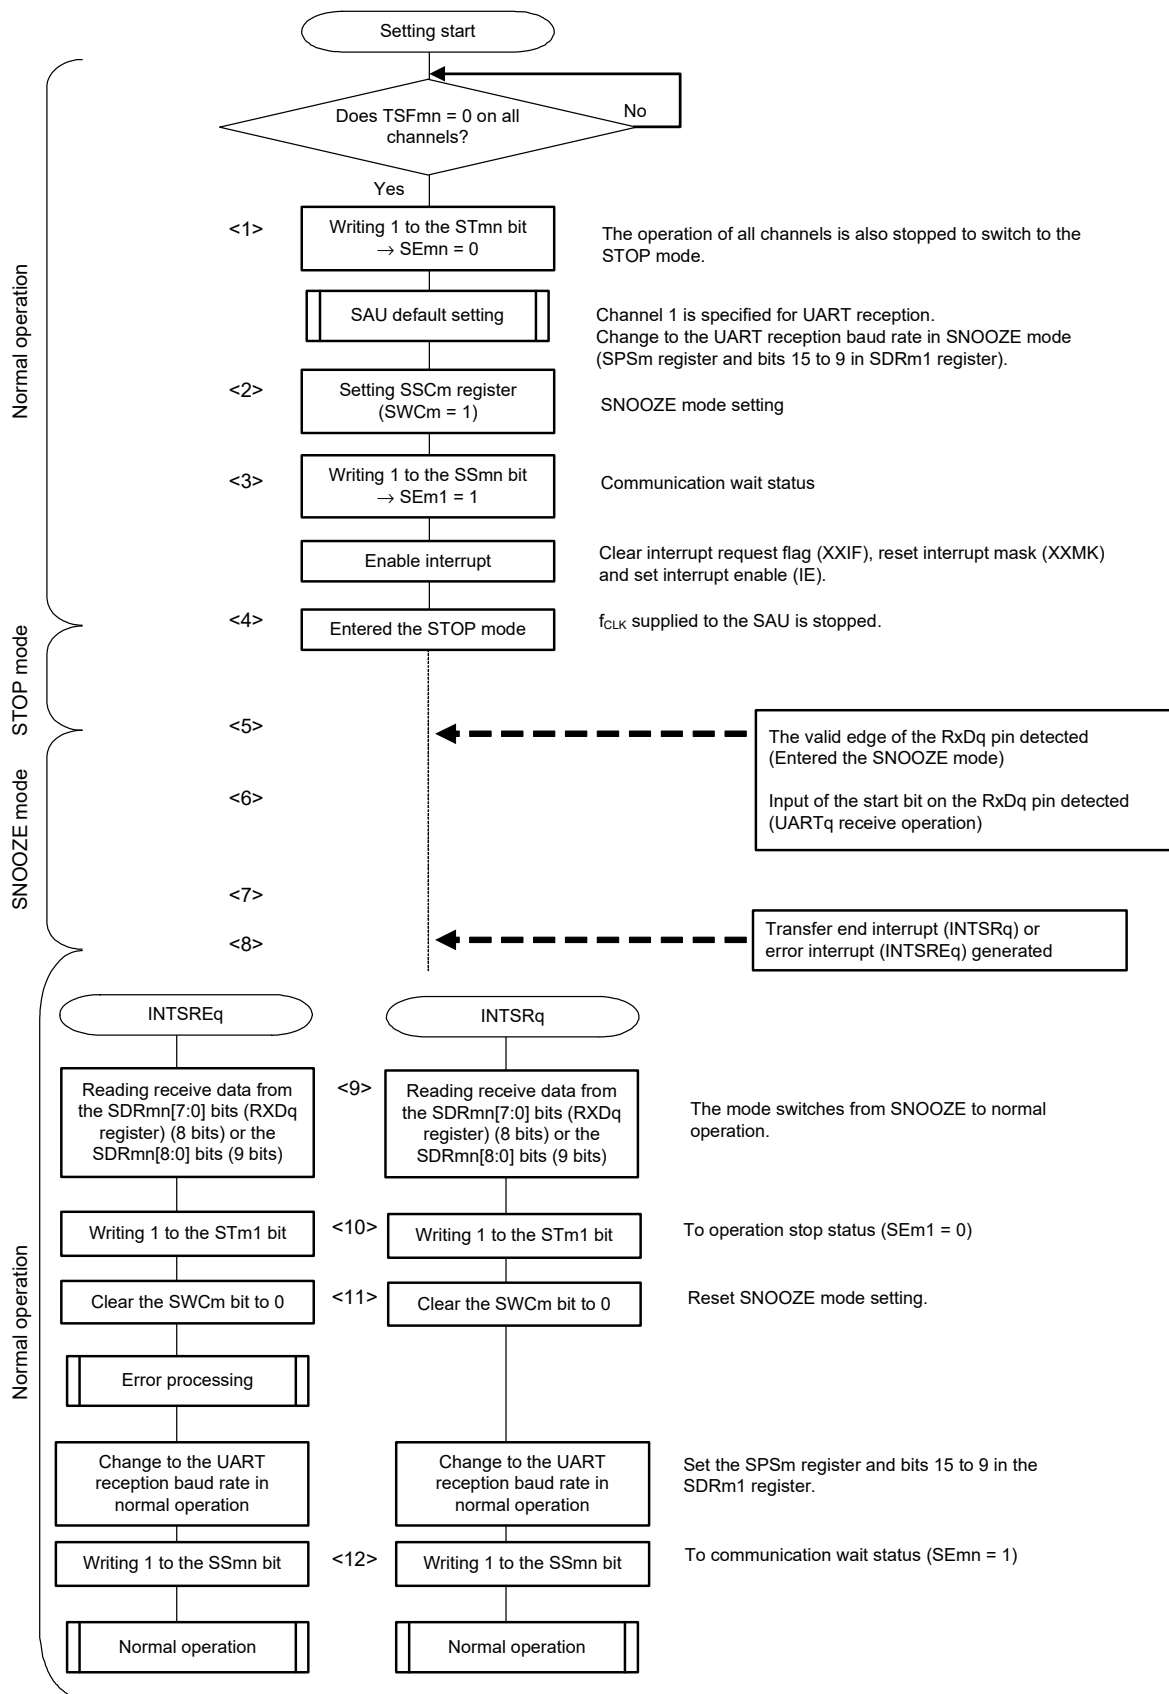 Setting start
Does TSFmn = 0 on all
channels?
No
Yes
<1>
Writing 1 to the STmn bit
→ SEmn = 0
The operation of all channels is also stopped to switch to the
STOP mode.
Normal operation
SAU default setting
Channel 1 is specified for UART reception.
Change to the UART reception baud rate in SNOOZE mode
(SPSm register and bits 15 to 9 in SDRm1 register).
<2>
Setting SSCm register
(SWCm = 1)
SNOOZE mode setting
<3>
Writing 1 to the SSmn bit
→ SEm1 = 1
Communication wait status
Enable interrupt
Clear interrupt request flag (XXIF), reset interrupt mask (XXMK)
and set interrupt enable (IE).
<4>
Entered the STOP mode
fCLK supplied to the SAU is stopped.
STOP mode
<5>
The valid edge of the RxDq pin detected
(Entered the SNOOZE mode)
SNOOZE mode
<6>
Input of the start bit on the RxDq pin detected
(UARTq receive operation)
<7>
<8>
Transfer end interrupt (INTSRq) or
error interrupt (INTSREq) generated
INTSREq
INTSRq
Reading receive data from
the SDRmn[7:0] bits (RXDq
register) (8 bits) or the
SDRmn[8:0] bits (9 bits)
<9>
Reading receive data from
the SDRmn[7:0] bits (RXDq
register) (8 bits) or the
SDRmn[8:0] bits (9 bits)
The mode switches from SNOOZE to normal
operation.
Writing 1 to the STm1 bit
<10>
Writing 1 to the STm1 bit
To operation stop status (SEm1 = 0)
Normal operation
Clear the SWCm bit to 0
<11>
Clear the SWCm bit to 0
Reset SNOOZE mode setting.
Error processing
Change to the UART
reception baud rate in
normal operation
Change to the UART
reception baud rate in
normal operation
Set the SPSm register and bits 15 to 9 in the
SDRm1 register.
Writing 1 to the SSmn bit
<12>
Writing 1 to the SSmn bit
To communication wait status (SEmn = 1)
Normal operation
Normal operation